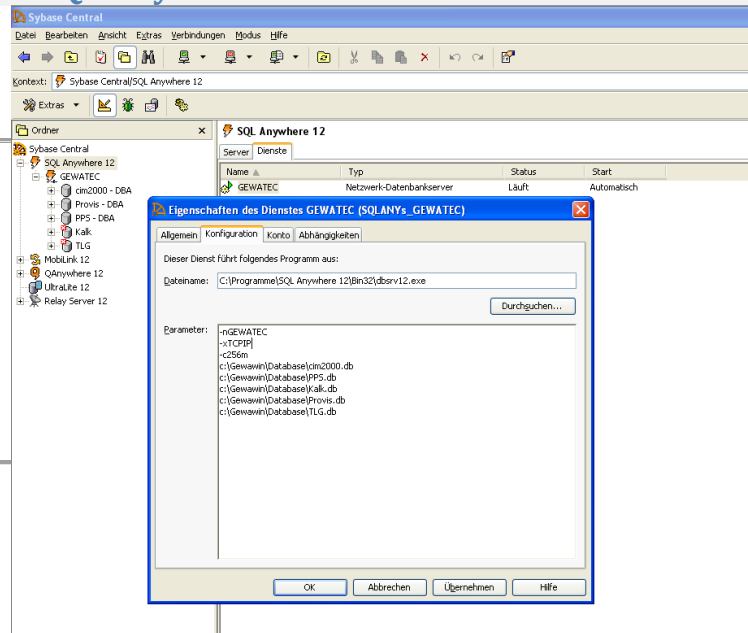 Sybase Central
Datei Bearbeiten Ansicht Extras Verbindungen Modus Hilfe
Kontext: Sybase Central/SQL Anywhere 12
Extras
Ordner
Sybase Central
SQL Anywhere 12
GEWATEC
cim2000 - DBA
Provis - DBA
PPS - DBA
Kalk
TLG
MobiLink 12
QAnywhere 12
UltraLite 12
Relay Server 12
SQL Anywhere 12
Server Dienste
Name Typ Status Start
GEWATEC Netzwerk-Datenbankserver Läuft Automatisch
Eigenschaften des Dienstes GEWATEC (SQLANYs_GEWATEC)
Allgemein Konfiguration Konto Abhängigkeiten
Dieser Dienst führt folgendes Programm aus:
Dateiname: C:\Programme\SQL Anywhere 12\Bin32\dbsrv12.exe
Durchsuchen...
Parameter:
-nGEWATEC
-xTCPIP
-c256m
c:\Gewawin\Database\cim2000.db
c:\Gewawin\Database\PPS.db
c:\Gewawin\Database\Kalk.db
c:\Gewawin\Database\Provis.db
c:\Gewawin\Database\TLG.db
OK Abbrechen Übernehmen Hilfe